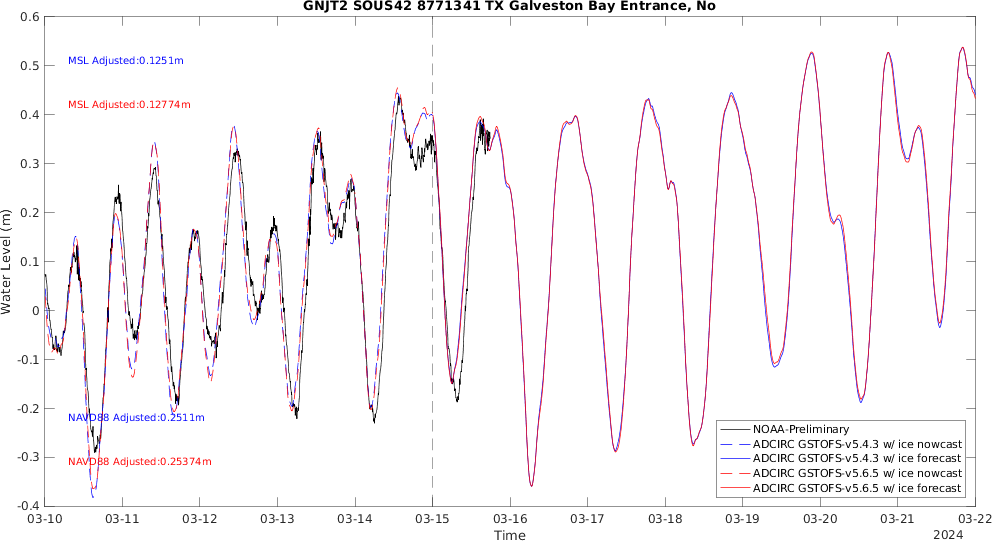 GNJT2 SOUS42 8771341 TX Galveston Bay Entrance, No
0.6
0.5
0.4
0.3
0.2
0.1
0
-0.1
-0.2
-0.3
-0.4
Water Level (m)
MSL Adjusted:0.1251m
MSL Adjusted:0.12774m
NAVD88 Adjusted:0.2511m
NAVD88 Adjusted:0.25374m
NOAA-Preliminary
ADCIRC GSTOFS-v5.4.3 w/ ice nowcast
ADCIRC GSTOFS-v5.4.3 w/ ice forecast
ADCIRC GSTOFS-v5.6.5 w/ ice nowcast
ADCIRC GSTOFS-v5.6.5 w/ ice forecast
03-10 03-11 03-12 03-13 03-14 03-15 03-16 03-17 03-18 03-19 03-20 03-21 03-22
Time
2024